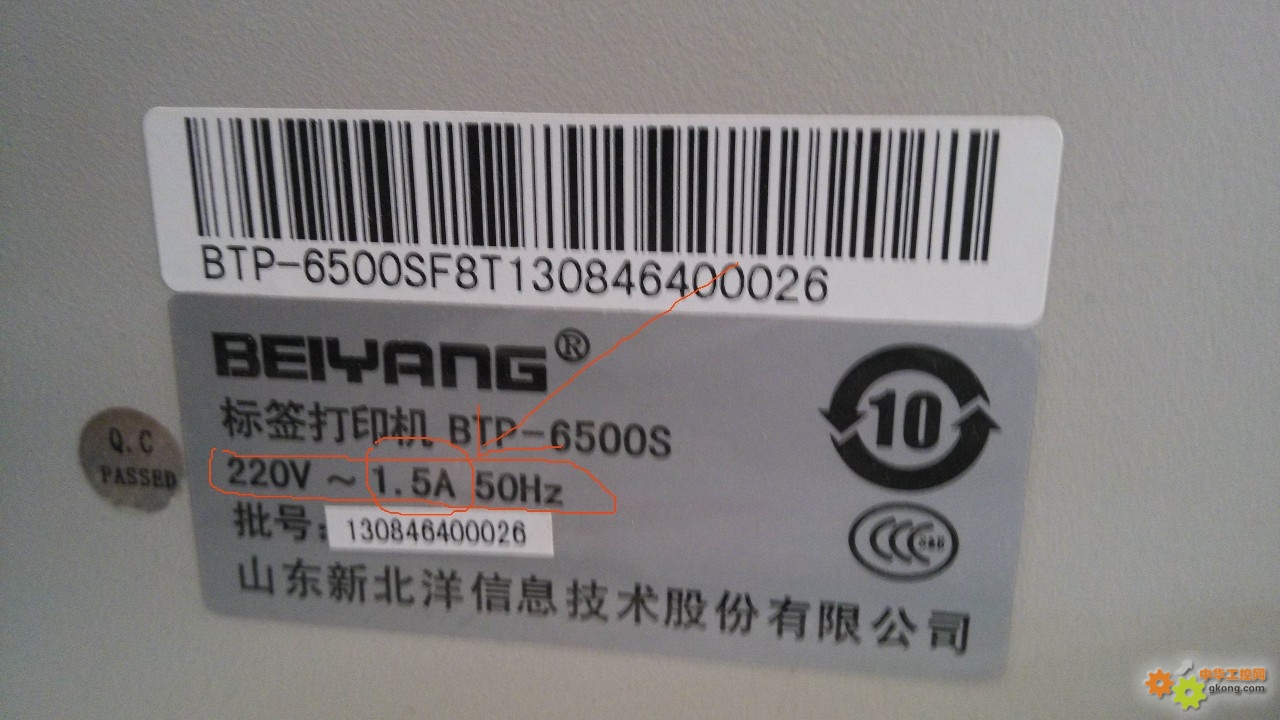 BTP-6500SF8T130846400026
BEIYANG®
标签打印机 BTP-6500S
220V ~ 1.5A 50Hz
批号: 130846400026
山东新北洋信息技术股份有限公司
10
CCC S&E
Q.C
PASSED
中华工控网
gkong.com